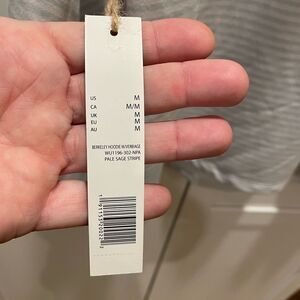 US M
CA M/M
UK M
EU M
AU M
BERKELEY HOODIE W/VERBIAGE
WU1196-302-NPA
PALE SAGE STRIPE